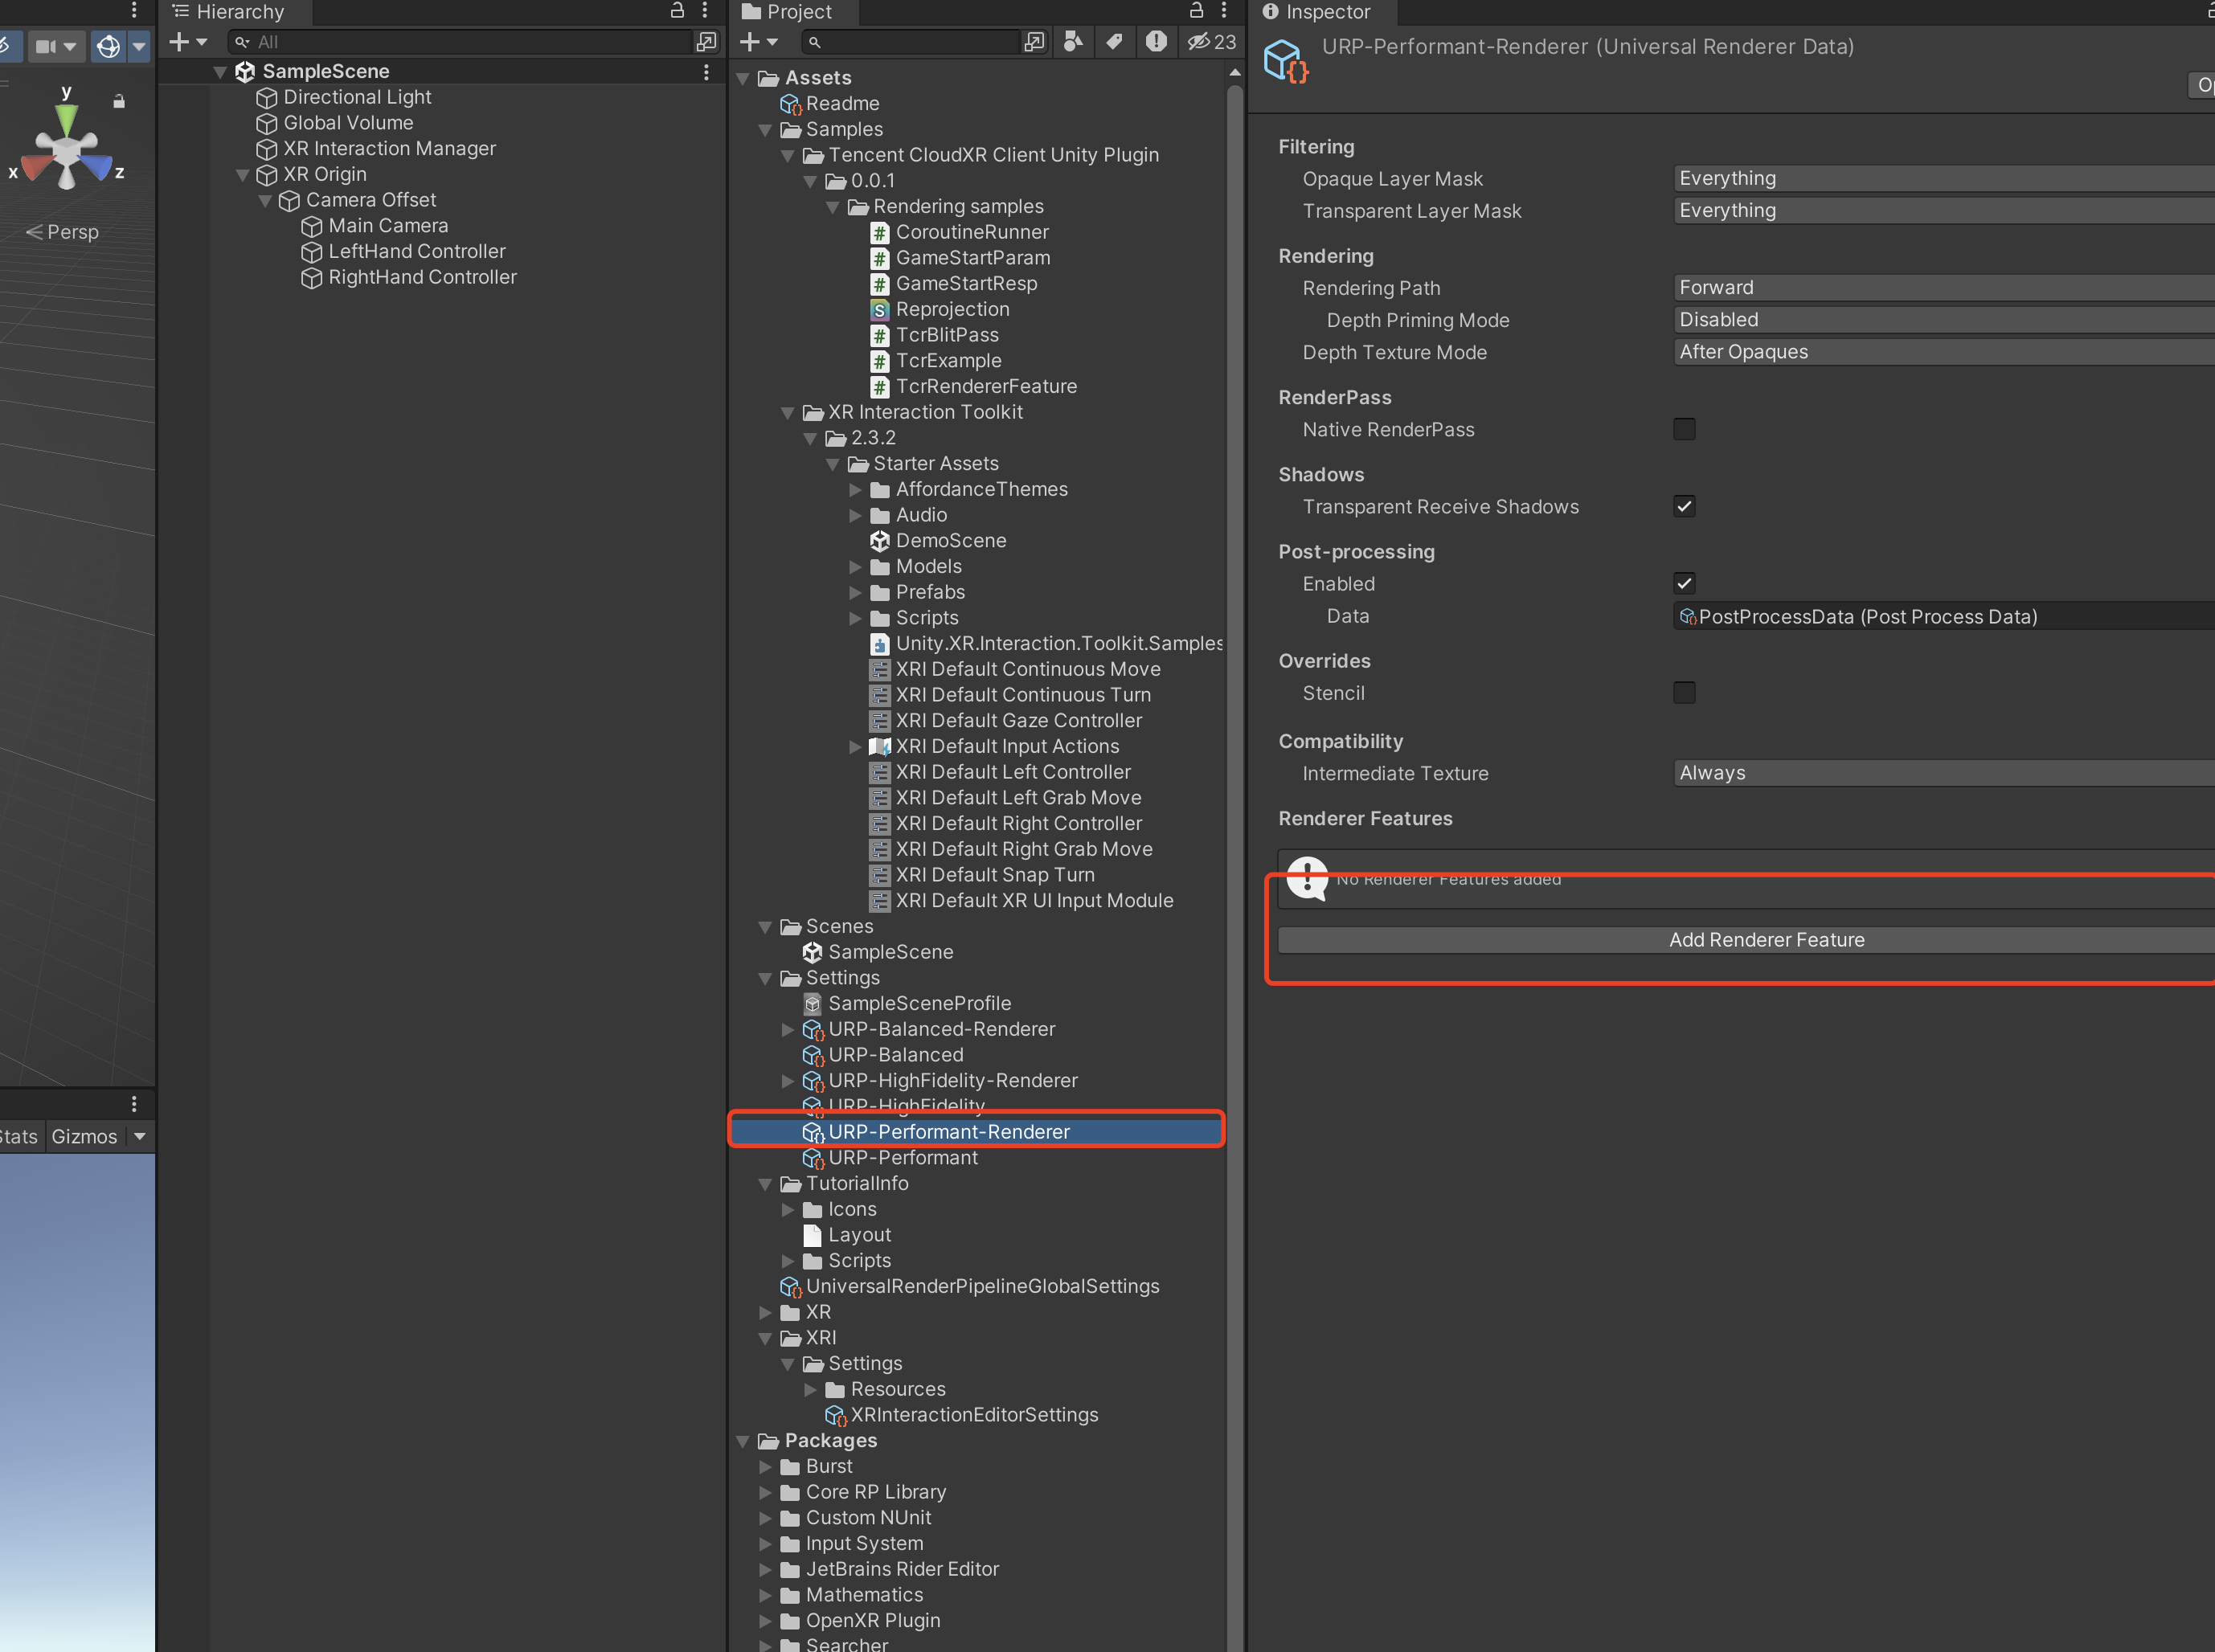 Hierarchy
All
SampleScene
Directional Light
Global Volume
XR Interaction Manager
XR Origin
Camera Offset
Main Camera
LeftHand Controller
RightHand Controller
y
x
z
Persp
Gizmos
Project
23
Assets
Readme
Samples
Tencent CloudXR Client Unity Plugin
0.0.1
Rendering samples
CoroutineRunner
GameStartParam
GameStartResp
Reprojection
TcrBlitPass
TcrExample
TcrRendererFeature
XR Interaction Toolkit
2.3.2
Starter Assets
AffordanceThemes
Audio
DemoScene
Models
Prefabs
Scripts
Unity.XR.Interaction.Toolkit.Samples
XRI Default Continuous Move
XRI Default Continuous Turn
XRI Default Gaze Controller
XRI Default Input Actions
XRI Default Left Controller
XRI Default Left Grab Move
XRI Default Right Controller
XRI Default Right Grab Move
XRI Default Snap Turn
XRI Default XR UI Input Module
Scenes
SampleScene
Settings
SampleSceneProfile
URP-Balanced-Renderer
URP-Balanced
URP-HighFidelity-Renderer
URP-HighFidelity
URP-Performant-Renderer
URP-Performant
TutorialInfo
Icons
Layout
Scripts
UniversalRenderPipelineGlobalSettings
XR
XRI
Settings
Resources
XRInteractionEditorSettings
Packages
Burst
Core RP Library
Custom NUnit
Input System
JetBrains Rider Editor
Mathematics
OpenXR Plugin
Searcher
Inspector
URP-Performant-Renderer (Universal Renderer Data)
Filtering
Opaque Layer Mask Everything
Transparent Layer Mask Everything
Rendering
Rendering Path Forward
Depth Priming Mode Disabled
Depth Texture Mode After Opaques
RenderPass
Native RenderPass
Shadows
Transparent Receive Shadows
Post-processing
Enabled
Data PostProcessData (Post Process Data)
Overrides
Stencil
Compatibility
Intermediate Texture Always
Renderer Features
No Renderer Features added
Add Renderer Feature